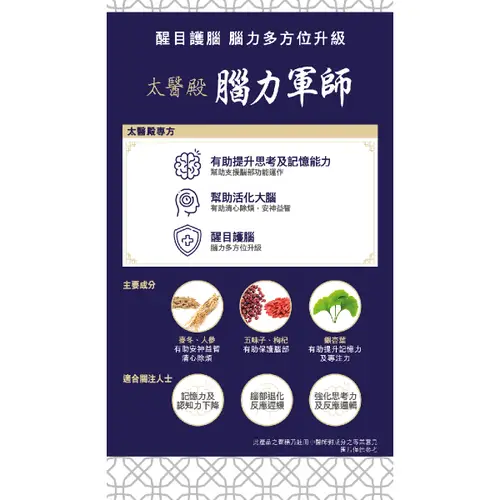 醒目護腦 腦力多方位升級
太醫殿 腦力軍師
太醫殿專方
有助提升思考及記憶能力
幫助支援腦部功能運作
幫助活化大腦
有助清心除煩、安神益智
醒目護腦
腦力多方位升級
主要成分
麥冬、人參
有助安神益智
清心除煩
五味子、枸杞
有助保護腦部
銀杏葉
有助提升記憶力
及專注力
適合關注人士
記憶力及
認知力下降
腦部退化
反應遲緩
強化思考力
及反應邏輯